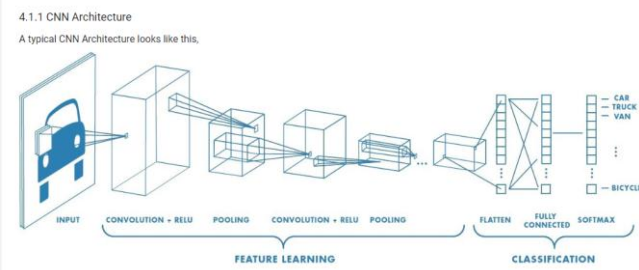 4.1.1 CNN Architecture
A typical CNN Architecture looks like this,
CAR
TRUCK
VAN
BICYCL
INPUT
CONVOLUTION + RELU
POOLING
CONVOLUTION + RELU
POOLING
FLATTEN
FULLY
CONNECTED
SOFTMAX
FEATURE LEARNING
CLASSIFICATION